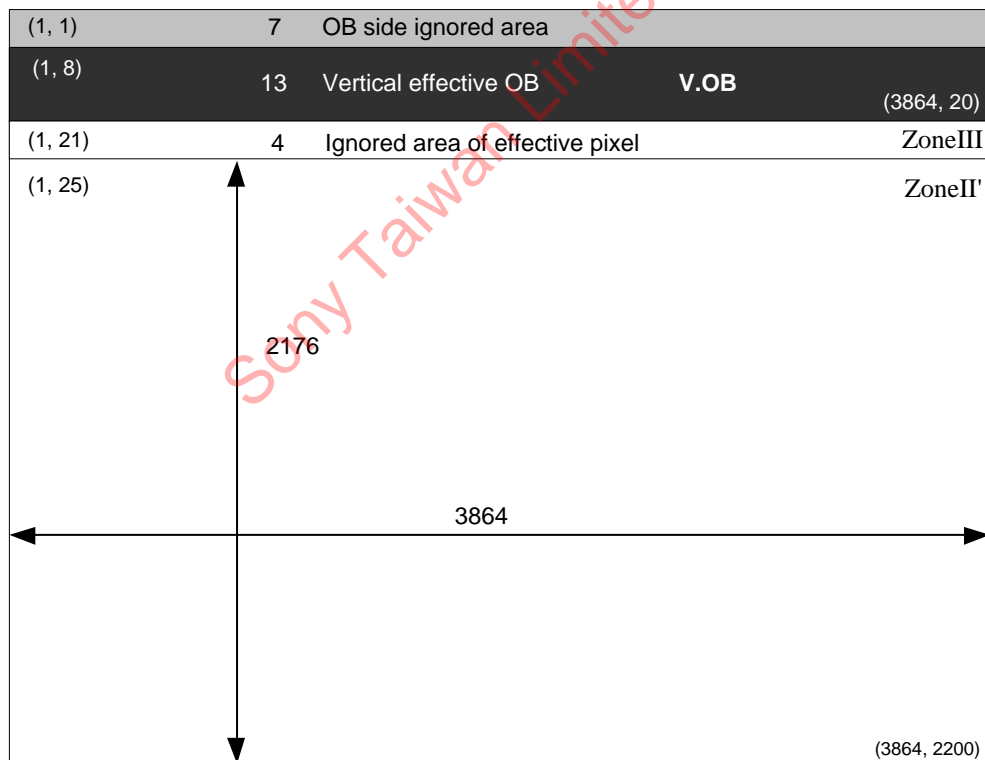 (1, 1) 7 OB side ignored area
(1, 8) 13 Vertical effective OB V.OB (3864, 20)
(1, 21) 4 Ignored area of effective pixel ZoneIII
(1, 25) ZoneII'
2176
3864
(3864, 2200)
Sony Taiwan Limite